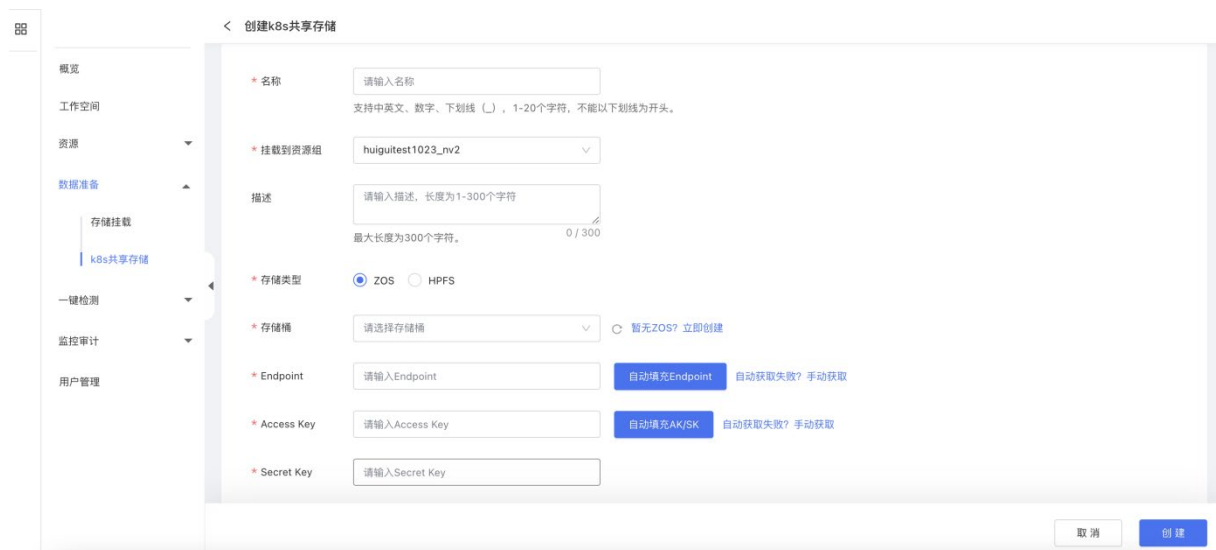 创建k8s共享存储
概览
工作空间
资源
数据准备
存储挂载
k8s共享存储
一键检测
监控审计
用户管理
* 名称
请输入名称
支持中英文、数字、下划线（_），1-20个字符，不能以下划线为开头。
* 挂载到资源组
huiguitest1023_nv2
描述
请输入描述，长度为1-300个字符
最大长度为300个字符。
0 / 300
* 存储类型
ZOS
HPFS
* 存储桶
请选择存储桶
暂无ZOS？立即创建
* Endpoint
请输入Endpoint
自动填充Endpoint
自动获取失败？手动获取
* Access Key
请输入Access Key
自动填充AK/SK
自动获取失败？手动获取
* Secret Key
请输入Secret Key
取消
创建